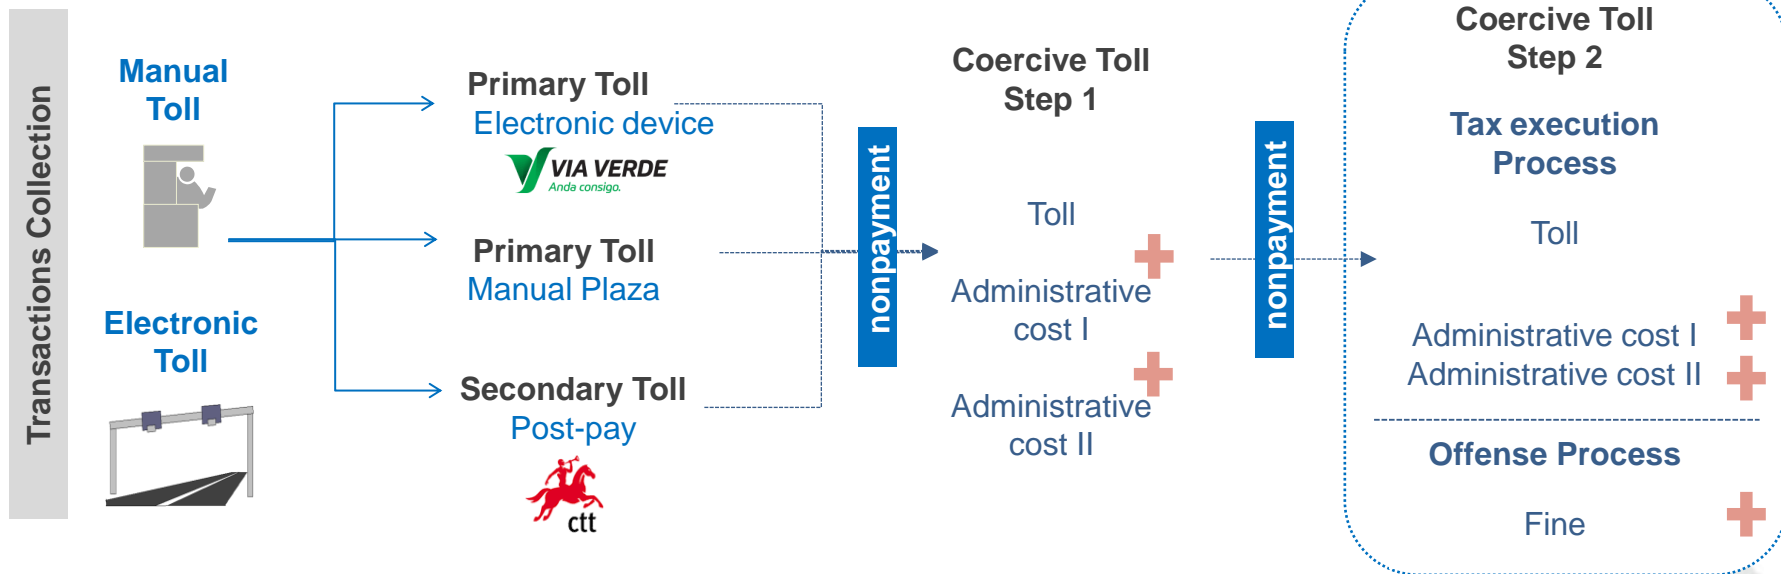 Transactions Collection
Manual
Toll
Electronic
Toll
Primary Toll
Electronic device
VIA VERDE
Anda consigo.
Primary Toll
Manual Plaza
Secondary Toll
Post-pay
ctt
nonpayment
Coercive Toll
Step 1
Toll
Administrative
cost I
Administrative
cost II
nonpayment
Coercive Toll
Step 2
Tax execution
Process
Toll
Administrative cost I
Administrative cost II
Offense Process
Fine